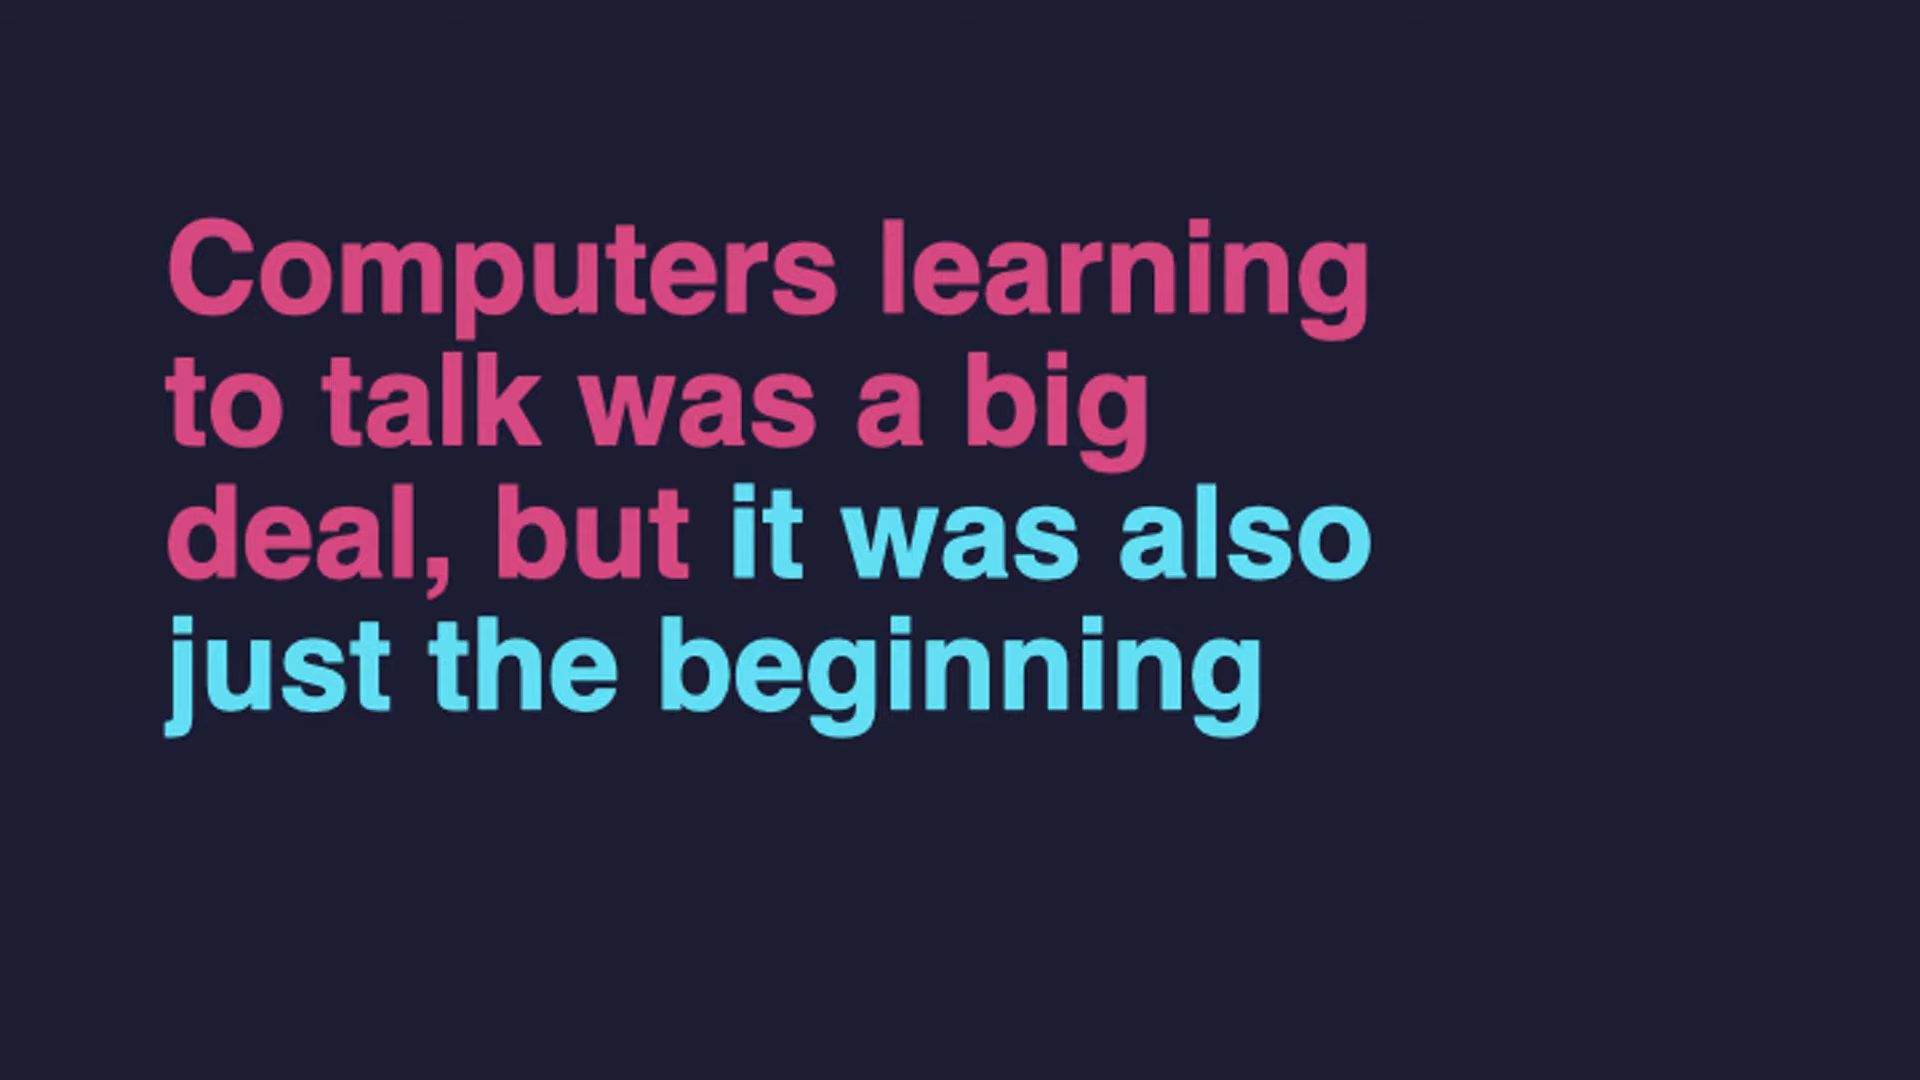 Computers learning
to talk was a big
deal, but it was also
just the beginning